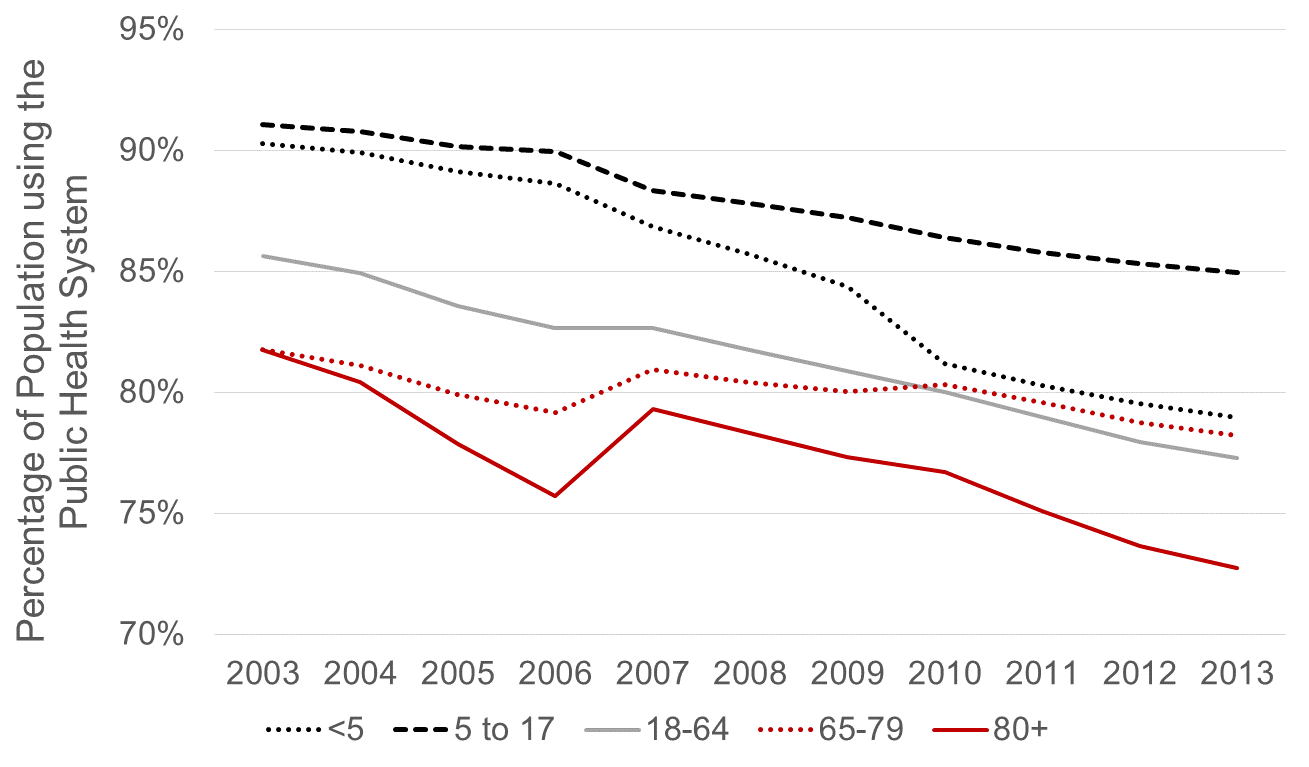 Percentage of Population using the
Public Health System
95%
90%
85%
80%
75%
70%
2003 2004 2005 2006 2007 2008 2009 2010 2011 2012 2013
<5 5 to 17 18-64 65-79 80+